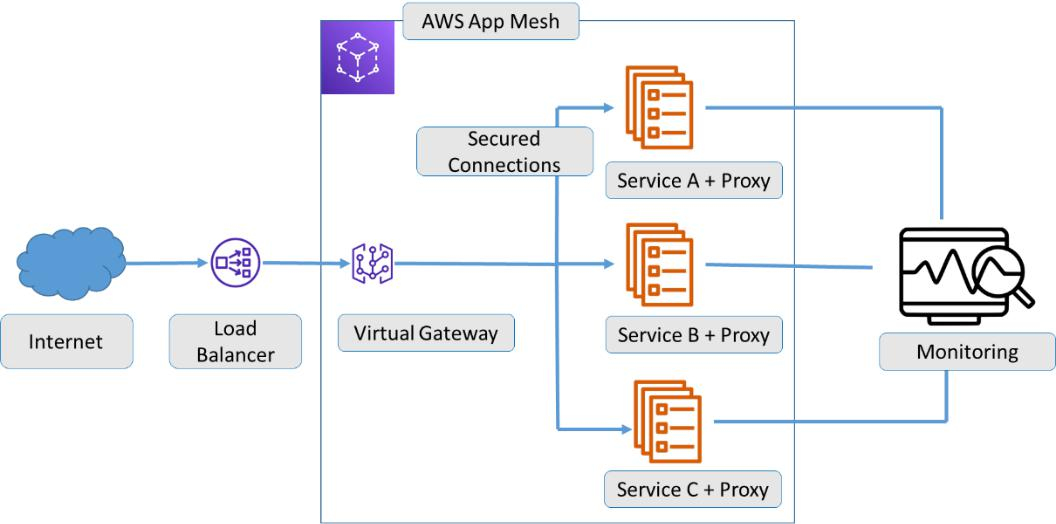 AWS App Mesh
Secured
Connections
Service A + Proxy
Internet
Load
Balancer
Virtual Gateway
Service B + Proxy
Monitoring
Service C + Proxy